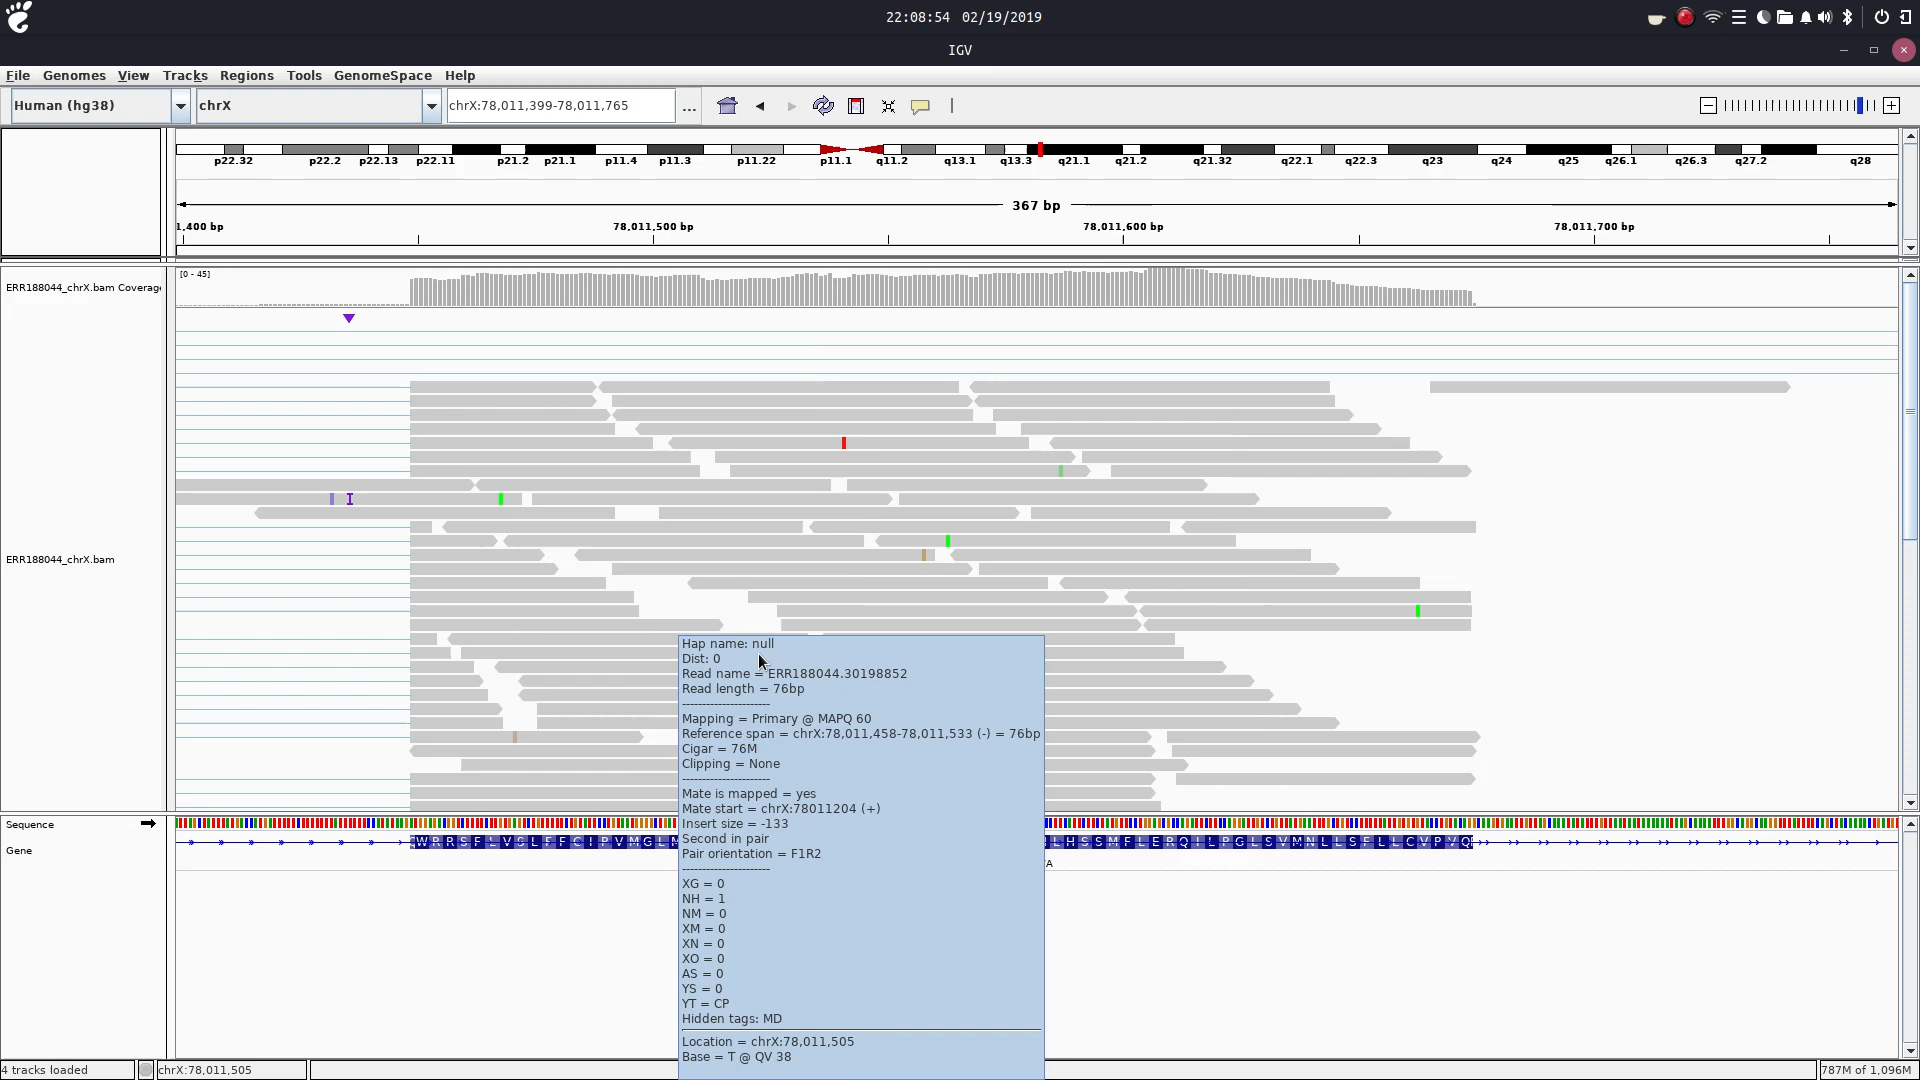 22:08:54 02/19/2019
IGV
File Genomes View Tracks Regions Tools GenomeSpace Help
Human (hg38) chrX chrX:78,011,399-78,011,765 ...
p22.32 p22.2 p22.13 p22.11 p21.2 p21.1 p11.4 p11.3 p11.22 p11.1 q11.2 q13.1 q13.3 q21.1 q21.2 q21.32 q22.1 q22.3 q23 q24 q25 q26.1 q26.3 q27.2 q28
367 bp
1,400 bp 78,011,500 bp 78,011,600 bp 78,011,700 bp
[0 - 45]
ERR188044_chrX.bam Coverage
ERR188044_chrX.bam
Hap name: null
Dist: 0
Read name = ERR188044.30198852
Read length = 76bp
----------------------
Mapping = Primary @ MAPQ 60
Reference span = chrX:78,011,458-78,011,533 (-) = 76bp
Cigar = 76M
Clipping = None
----------------------
Mate is mapped = yes
Mate start = chrX:78011204 (+)
Insert size = -133
Second in pair
Pair orientation = F1R2
----------------------
XG = 0
NH = 1
NM = 0
XM = 0
XN = 0
XO = 0
AS = 0
YS = 0
YT = CP
Hidden tags: MD
Location = chrX:78,011,505
Base = T @ QV 38
Sequence
Gene
4 tracks loaded chrX:78,011,505 787M of 1,096M